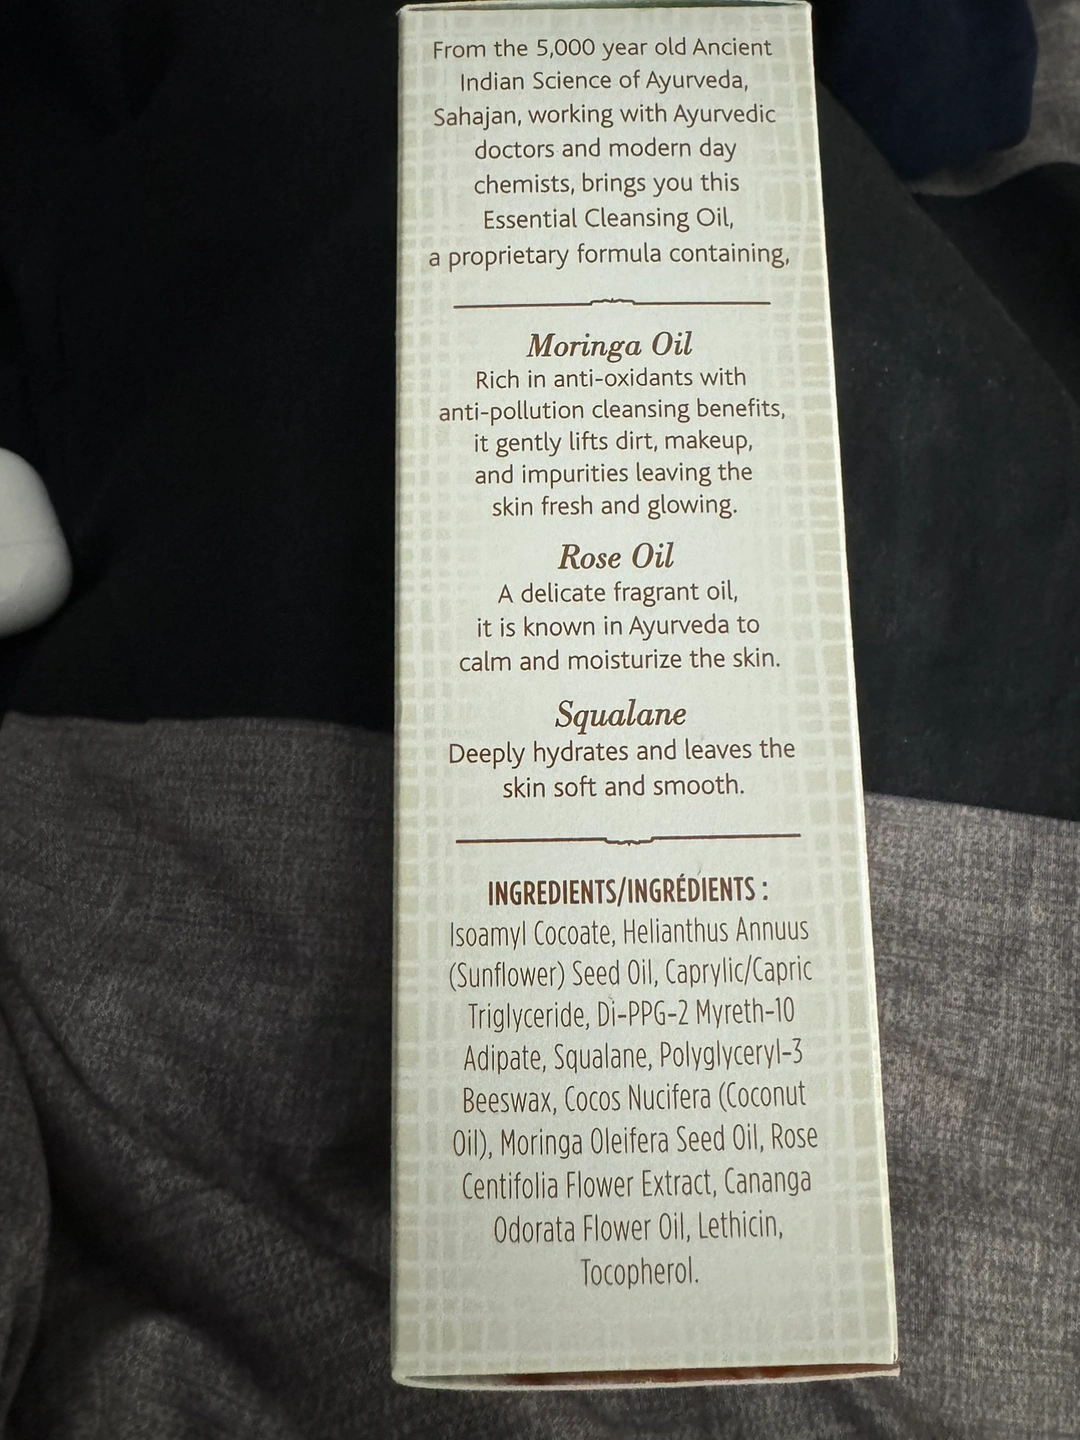 From the 5,000 year old Ancient
Indian Science of Ayurveda,
Sahajan, working with Ayurvedic
doctors and modern day
chemists, brings you this
Essential Cleansing Oil,
a proprietary formula containing,
Moringa Oil
Rich in anti-oxidants with
anti-pollution cleansing benefits,
it gently lifts dirt, makeup,
and impurities leaving the
skin fresh and glowing.
Rose Oil
A delicate fragrant oil,
it is known in Ayurveda to
calm and moisturize the skin.
Squalane
Deeply hydrates and leaves the
skin soft and smooth.
INGREDIENTS/INGRÉDIENTS :
Isoamyl Cocoate, Helianthus Annuus
(Sunflower) Seed Oil, Caprylic/Capric
Triglyceride, Di-PPG-2 Myreth-10
Adipate, Squalane, Polyglyceryl-3
Beeswax, Cocos Nucifera (Coconut
Oil), Moringa Oleifera Seed Oil, Rose
Centifolia Flower Extract, Cananga
Odorata Flower Oil, Lethicin,
Tocopherol.